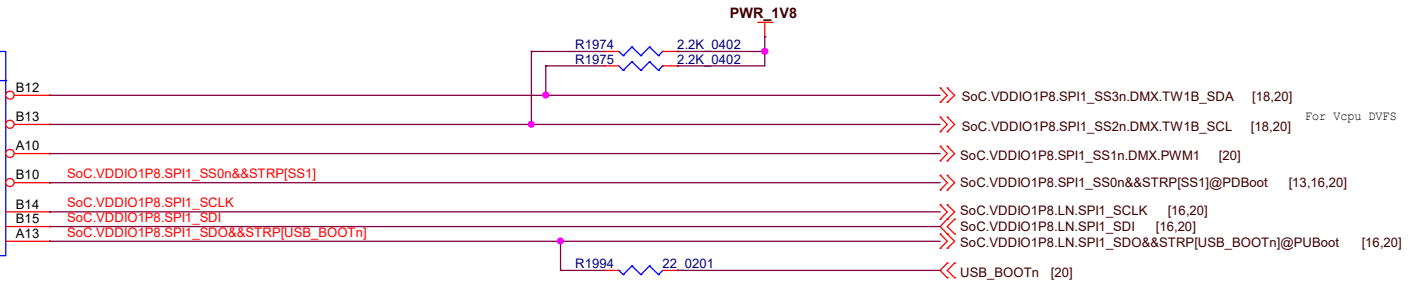 PWR_1V8
R1974 2.2K_0402
R1975 2.2K_0402
B12 SoC.VDDIO1P8.SPI1_SS3n.DMX.TW1B_SDA [18,20]
B13 SoC.VDDIO1P8.SPI1_SS2n.DMX.TW1B_SCL [18,20] For Vcpu DVFS
A10 SoC.VDDIO1P8.SPI1_SS1n.DMX.PWM1 [20]
B10 SoC.VDDIO1P8.SPI1_SS0n&&STRP[SS1] SoC.VDDIO1P8.SPI1_SS0n&&STRP[SS1]@PDBoot [13,16,20]
B14 SoC.VDDIO1P8.SPI1_SCLK SoC.VDDIO1P8.LN.SPI1_SCLK [16,20]
B15 SoC.VDDIO1P8.SPI1_SDI SoC.VDDIO1P8.LN.SPI1_SDI [16,20]
A13 SoC.VDDIO1P8.SPI1_SDO&&STRP[USB_BOOTn] SoC.VDDIO1P8.LN.SPI1_SDO&&STRP[USB_BOOTn]@PUBoot [16,20]
R1994 22_0201 USB_BOOTn [20]